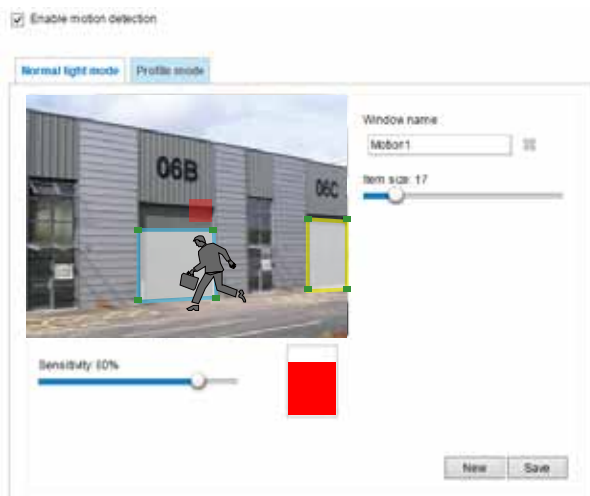 Enable motion detection
Normal light mode
Profile mode
06B
06C
Window name
Motion1
Item size: 17
Sensitivity: 80%
New
Save